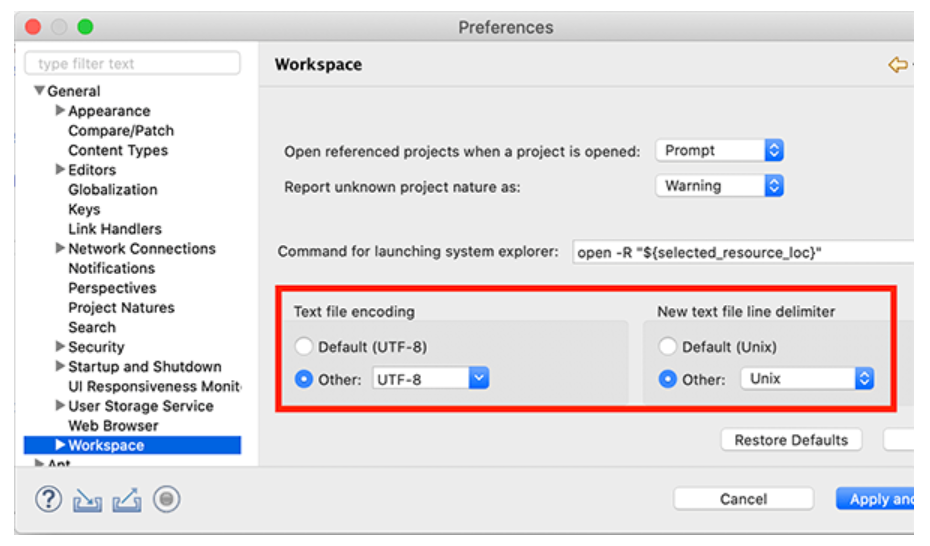 Preferences
type filter text
Workspace
General
Appearance
Compare/Patch
Content Types
Editors
Globalization
Keys
Link Handlers
Network Connections
Notifications
Perspectives
Project Natures
Search
Security
Startup and Shutdown
UI Responsiveness Monit
User Storage Service
Web Browser
Workspace
Ant
Open referenced projects when a project is opened: Prompt
Report unknown project nature as: Warning
Command for launching system explorer: open -R "${selected_resource_loc}"
Text file encoding
Default (UTF-8)
Other: UTF-8
New text file line delimiter
Default (Unix)
Other: Unix
Restore Defaults
?
Cancel
Apply and